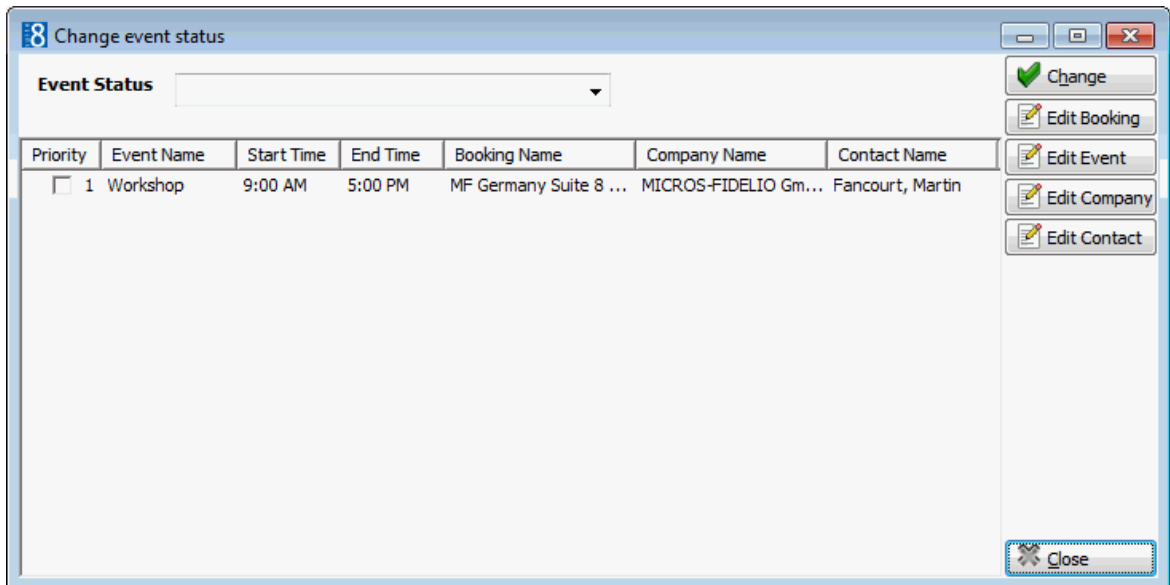 8 Change event status
Event Status
Change
Edit Booking
Priority Event Name Start Time End Time Booking Name Company Name Contact Name
Edit Event
1 Workshop 9:00 AM 5:00 PM MF Germany Suite 8 ... MICROS-FIDELIO Gm... Fancourt, Martin
Edit Company
Edit Contact
Close